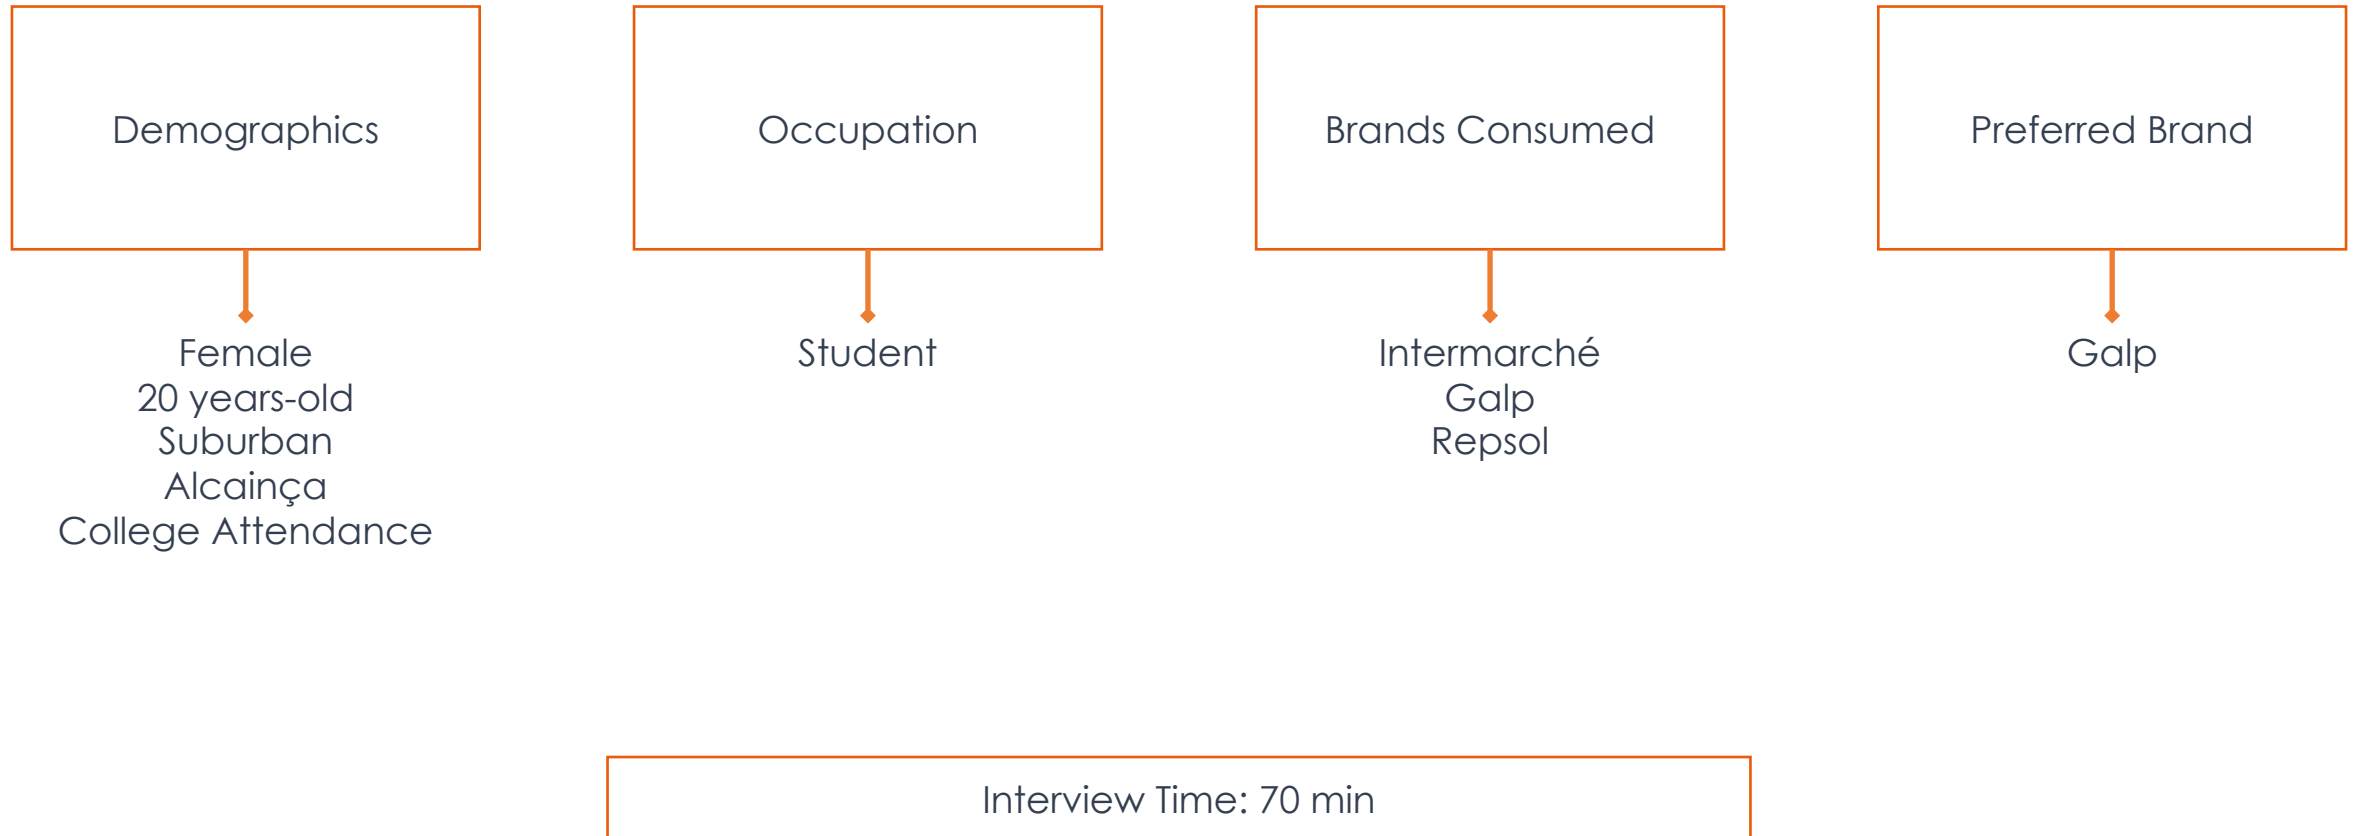 Demographics
Female
20 years-old
Suburban
Alcainça
College Attendance
Occupation
Student
Brands Consumed
Intermarché
Galp
Repsol
Preferred Brand
Galp
Interview Time: 70 min